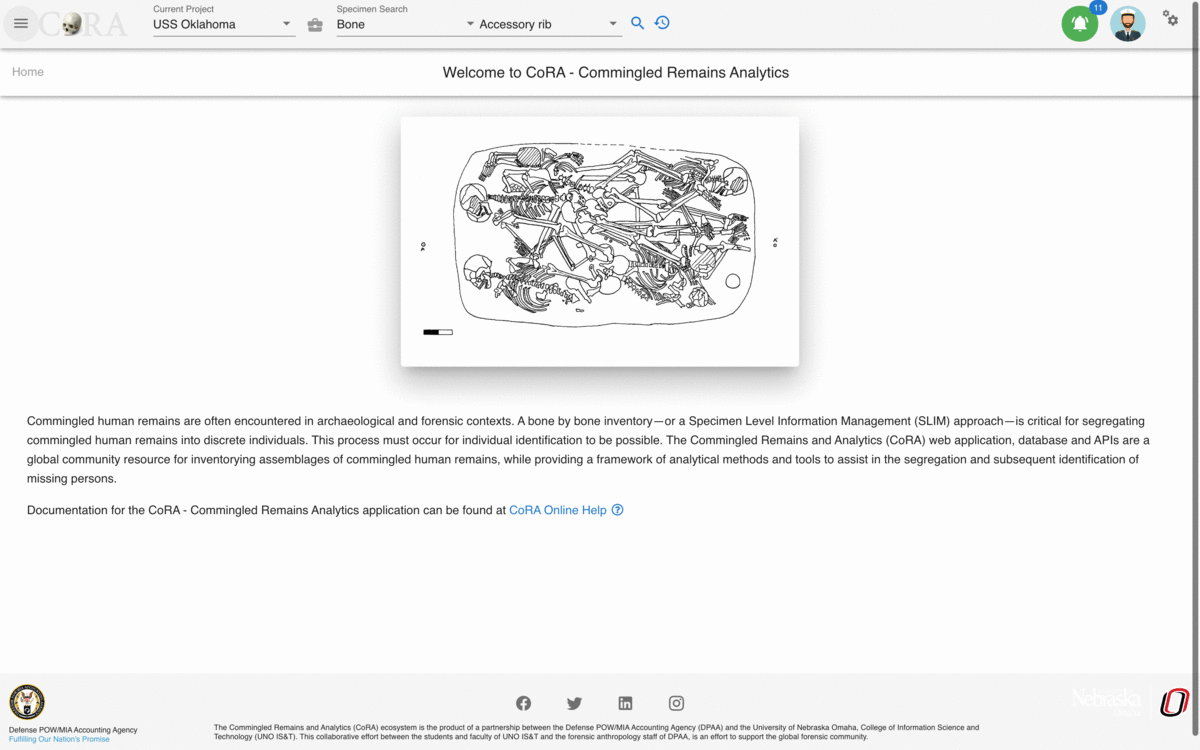 CORA
Current Project
USS Oklahoma
Specimen Search
Bone
Accessory rib
11
Home
Welcome to CoRA - Commingled Remains Analytics
Commingled human remains are often encountered in archaeological and forensic contexts. A bone by bone inventory—or a Specimen Level Information Management (SLIM) approach—is critical for segregating
commingled human remains into discrete individuals. This process must occur for individual identification to be possible. The Commingled Remains and Analytics (CoRA) web application, database and APIs are a
global community resource for inventorying assemblages of commingled human remains, while providing a framework of analytical methods and tools to assist in the segregation and subsequent identification of
missing persons.
Documentation for the CoRA - Commingled Remains Analytics application can be found at CoRA Online Help
Nebraska
Defense POW/MIA Accounting Agency
Fulfilling Our Nation's Promise
The Commingled Remains and Analytics (CoRA) ecosystem is the product of a partnership between the Defense POW/MIA Accounting Agency (DPAA) and the University of Nebraska Omaha, College of Information Science and
Technology (UNO IS&T). This collaborative effort between the students and faculty of UNO IS&T and the forensic anthropology staff of DPAA, is an effort to support the global forensic community.